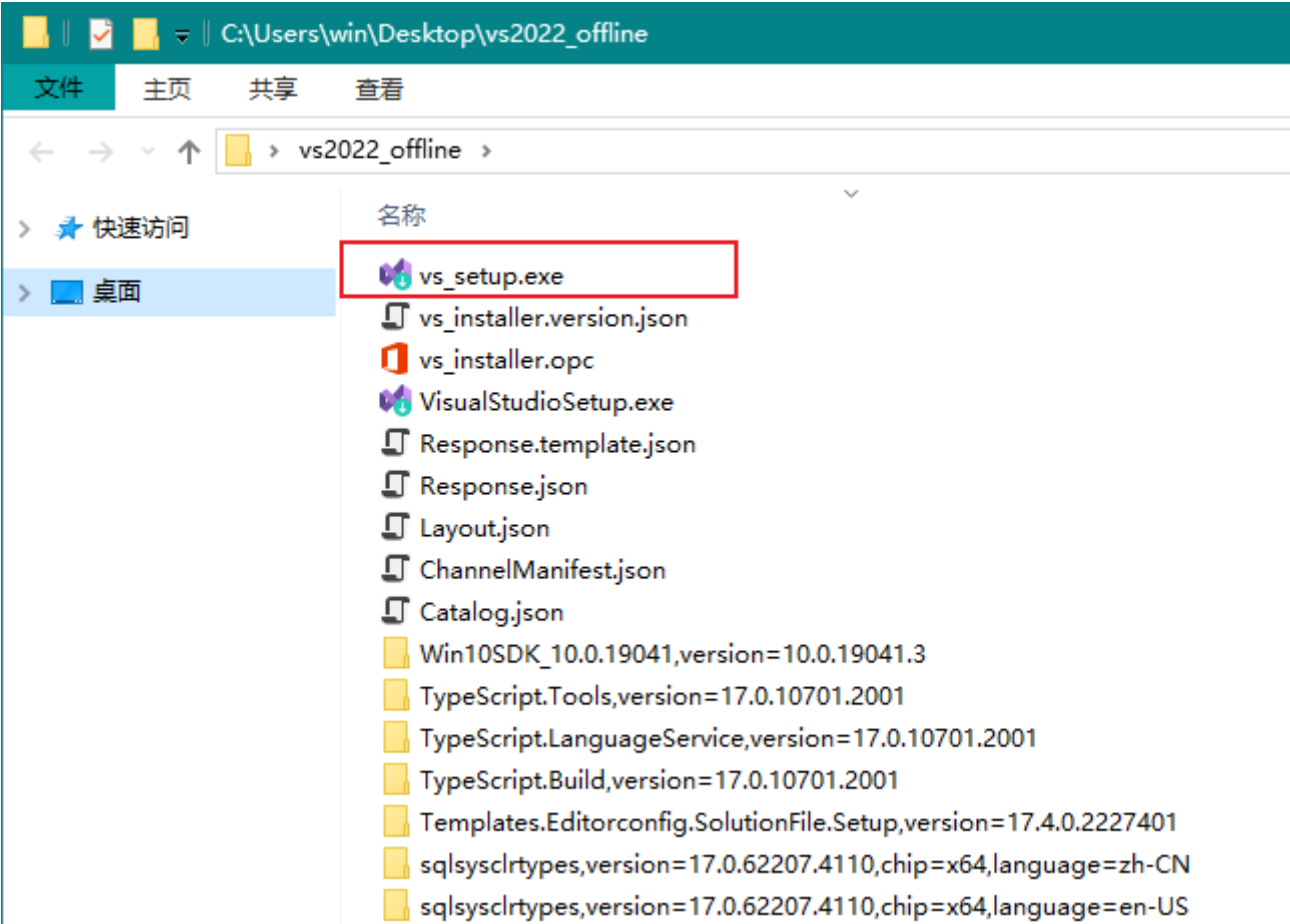 C:\Users\win\Desktop\vs2022_offline
文件 主页 共享 查看
vs2022_offline
快速访问
桌面
名称
vs_setup.exe
vs_installer.version.json
vs_installer.opc
VisualStudioSetup.exe
Response.template.json
Response.json
Layout.json
ChannelManifest.json
Catalog.json
Win10SDK_10.0.19041,version=10.0.19041.3
TypeScript.Tools,version=17.0.10701.2001
TypeScript.LanguageService,version=17.0.10701.2001
TypeScript.Build,version=17.0.10701.2001
Templates.Editorconfig.SolutionFile.Setup,version=17.4.0.2227401
sqlsysclrtypes,version=17.0.62207.4110,chip=x64,language=zh-CN
sqlsysclrtypes,version=17.0.62207.4110,chip=x64,language=en-US